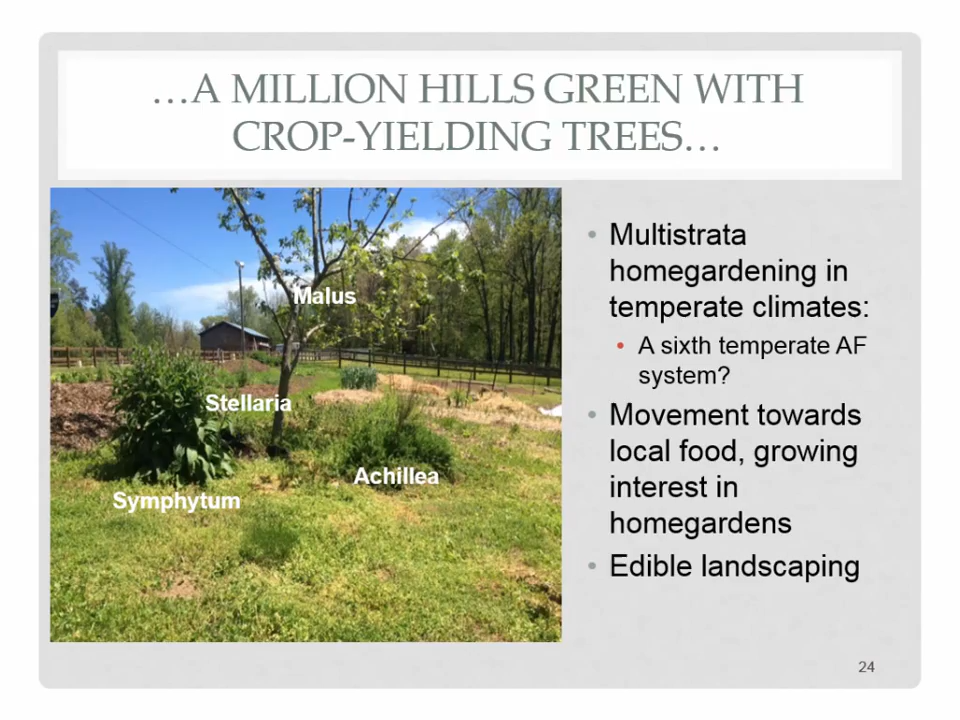 …A MILLION HILLS GREEN WITH
CROP-YIELDING TREES…
Malus
Stellaria
Achillea
Symphytum
• Multistrata
homegardening in
temperate climates:
• A sixth temperate AF
system?
• Movement towards
local food, growing
interest in
homegardens
• Edible landscaping
24